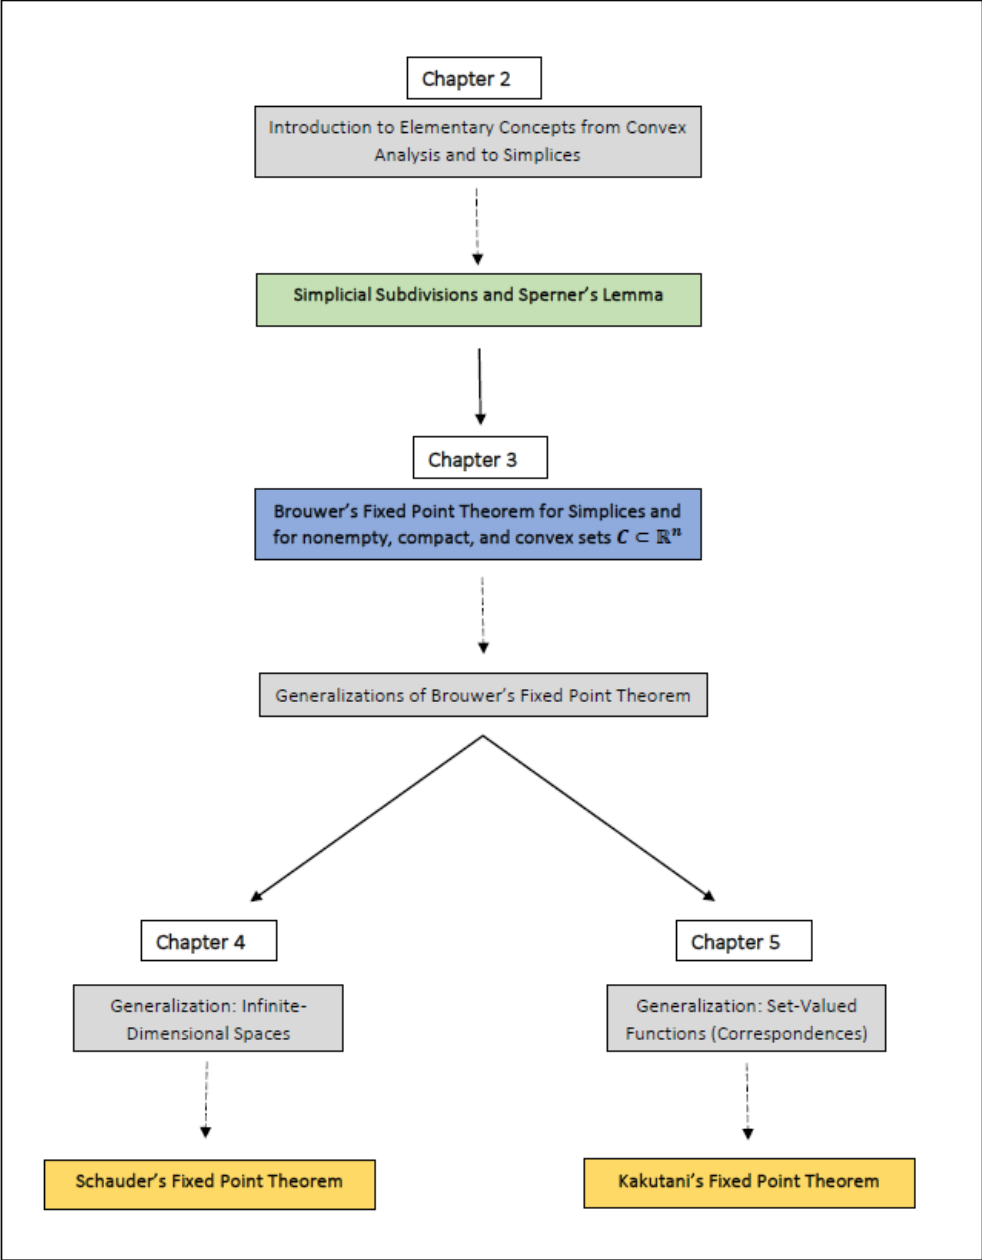 Chapter 2
Introduction to Elementary Concepts from Convex
Analysis and to Simplices
Simplicial Subdivisions and Sperner’s Lemma
Chapter 3
Brouwer’s Fixed Point Theorem for Simplices and
for nonempty, compact, and convex sets 𝑪 ⊂ ℝⁿ
Generalizations of Brouwer’s Fixed Point Theorem
Chapter 4
Generalization: Infinite-
Dimensional Spaces
Schauder’s Fixed Point Theorem
Chapter 5
Generalization: Set-Valued
Functions (Correspondences)
Kakutani’s Fixed Point Theorem